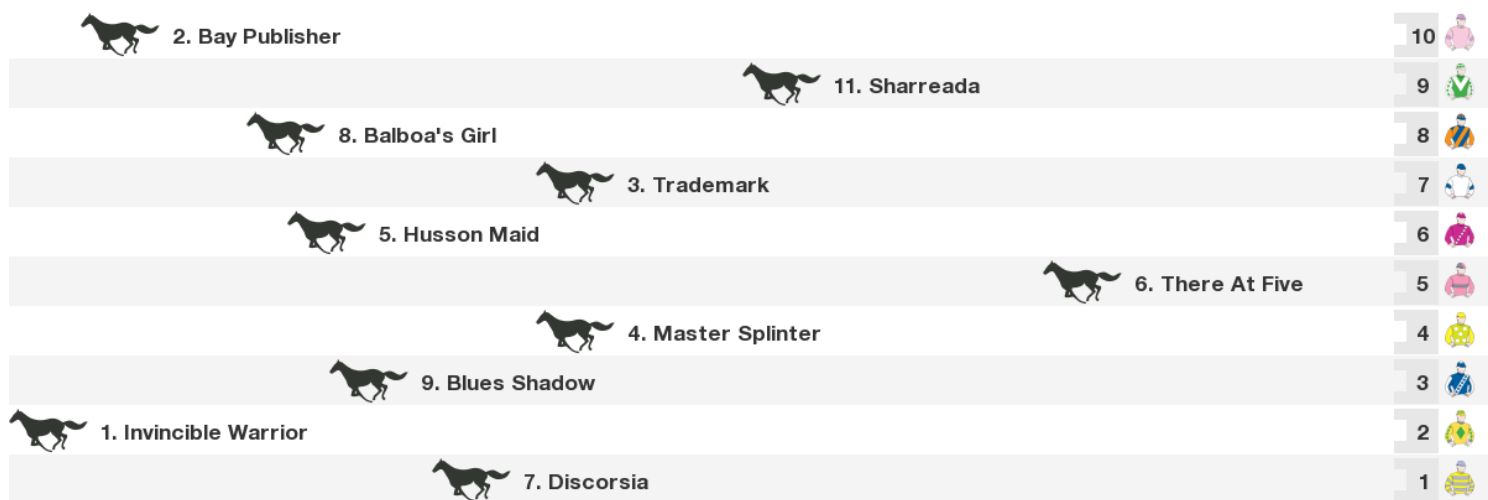 2. Bay Publisher 10
11. Sharreada 9
8. Balboa's Girl 8
3. Trademark 7
5. Husson Maid 6
6. There At Five 5
4. Master Splinter 4
9. Blues Shadow 3
1. Invincible Warrior 2
7. Discorsia 1